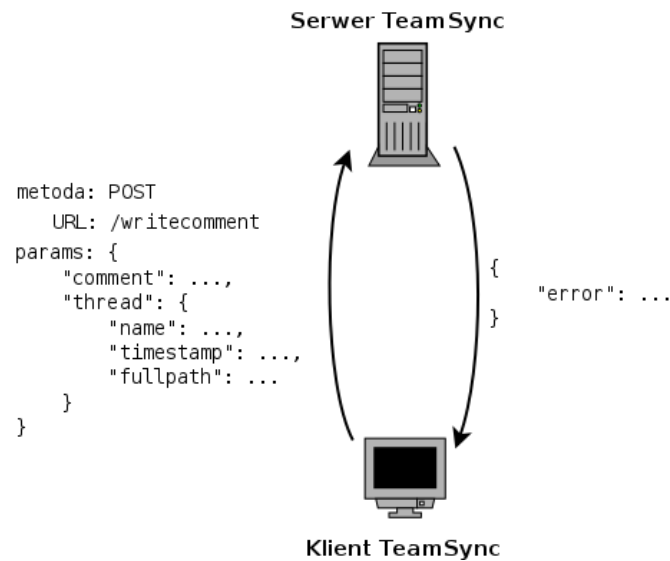 Serwer TeamSync
metoda: POST
URL: /writecomment
params: {
"comment": ...,
"thread": {
"name": ...,
"timestamp": ...,
"fullpath": ...
}
}
{
"error": ...
}
Klient TeamSync